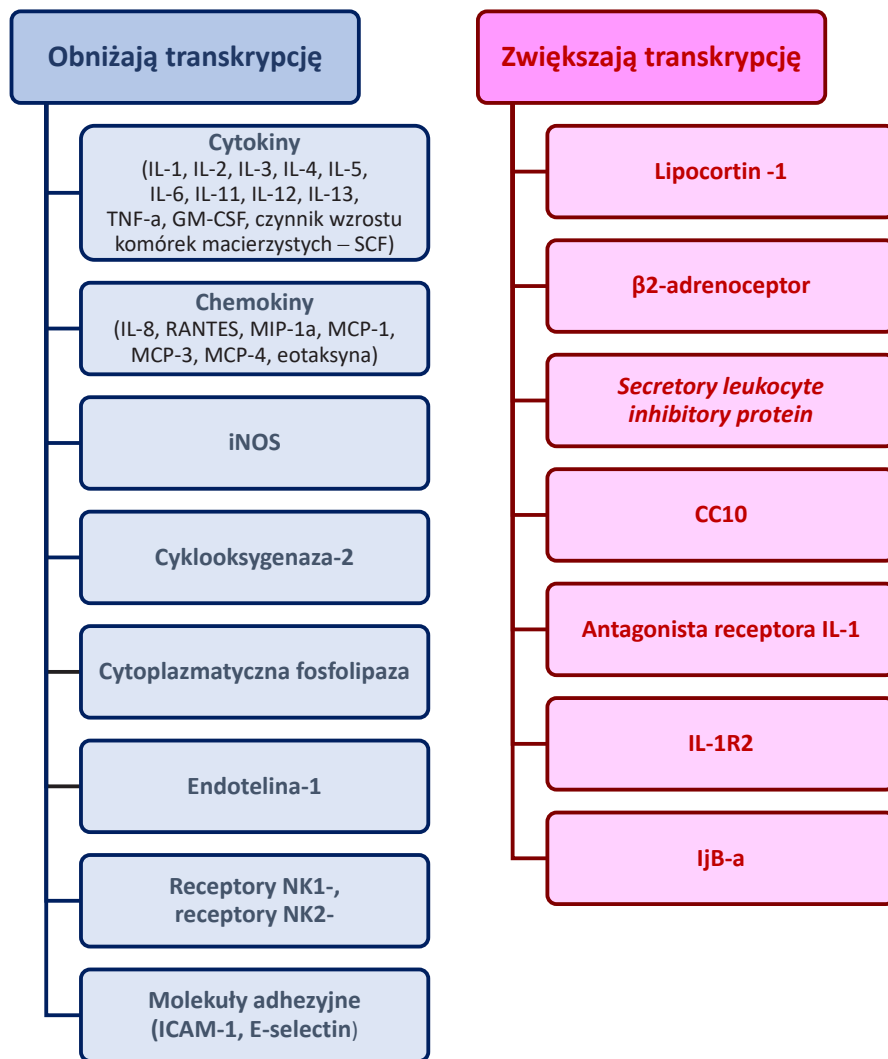 Obniżają transkrypcję
Cytokiny
(IL-1, IL-2, IL-3, IL-4, IL-5,
IL-6, IL-11, IL-12, IL-13,
TNF-a, GM-CSF, czynnik wzrostu
komórek macierzystych – SCF)
Chemokiny
(IL-8, RANTES, MIP-1a, MCP-1,
MCP-3, MCP-4, eotaksyna)
iNOS
Cyklooksygenaza-2
Cytoplazmatyczna fosfolipaza
Endotelina-1
Receptory NK1-,
receptory NK2-
Molekuły adhezyjne
(ICAM-1, E-selectin)
Zwiększają transkrypcję
Lipocortin -1
β2-adrenoceptor
Secretory leukocyte
inhibitory protein
CC10
Antagonista receptora IL-1
IL-1R2
IjB-a